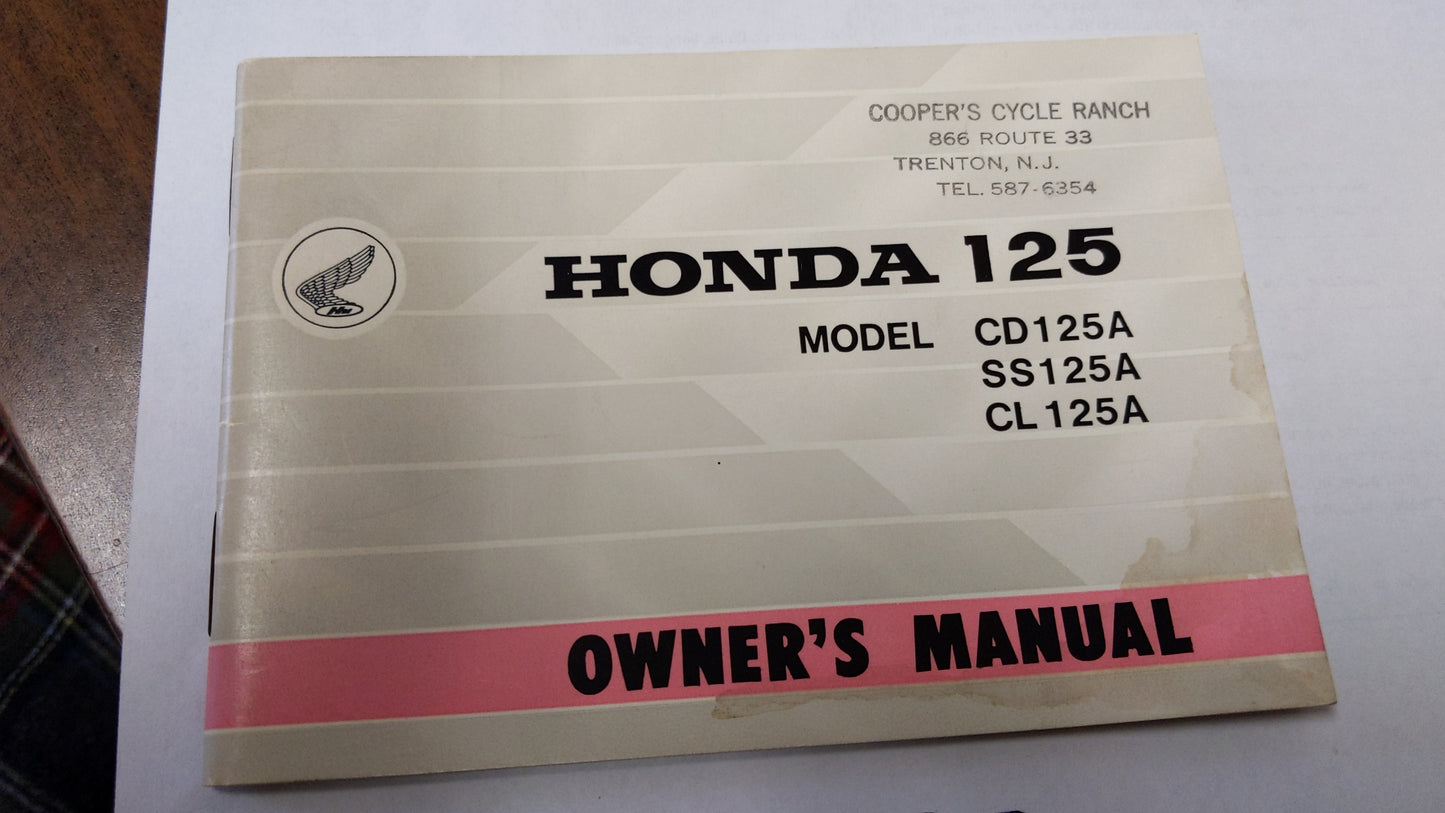 COOPER'S CYCLE RANCH
866 ROUTE 33
TRENTON, N.J.
TEL. 587-6354
HONDA 125
MODEL CD125A
SS125A
CL125A
OWNER'S MANUAL